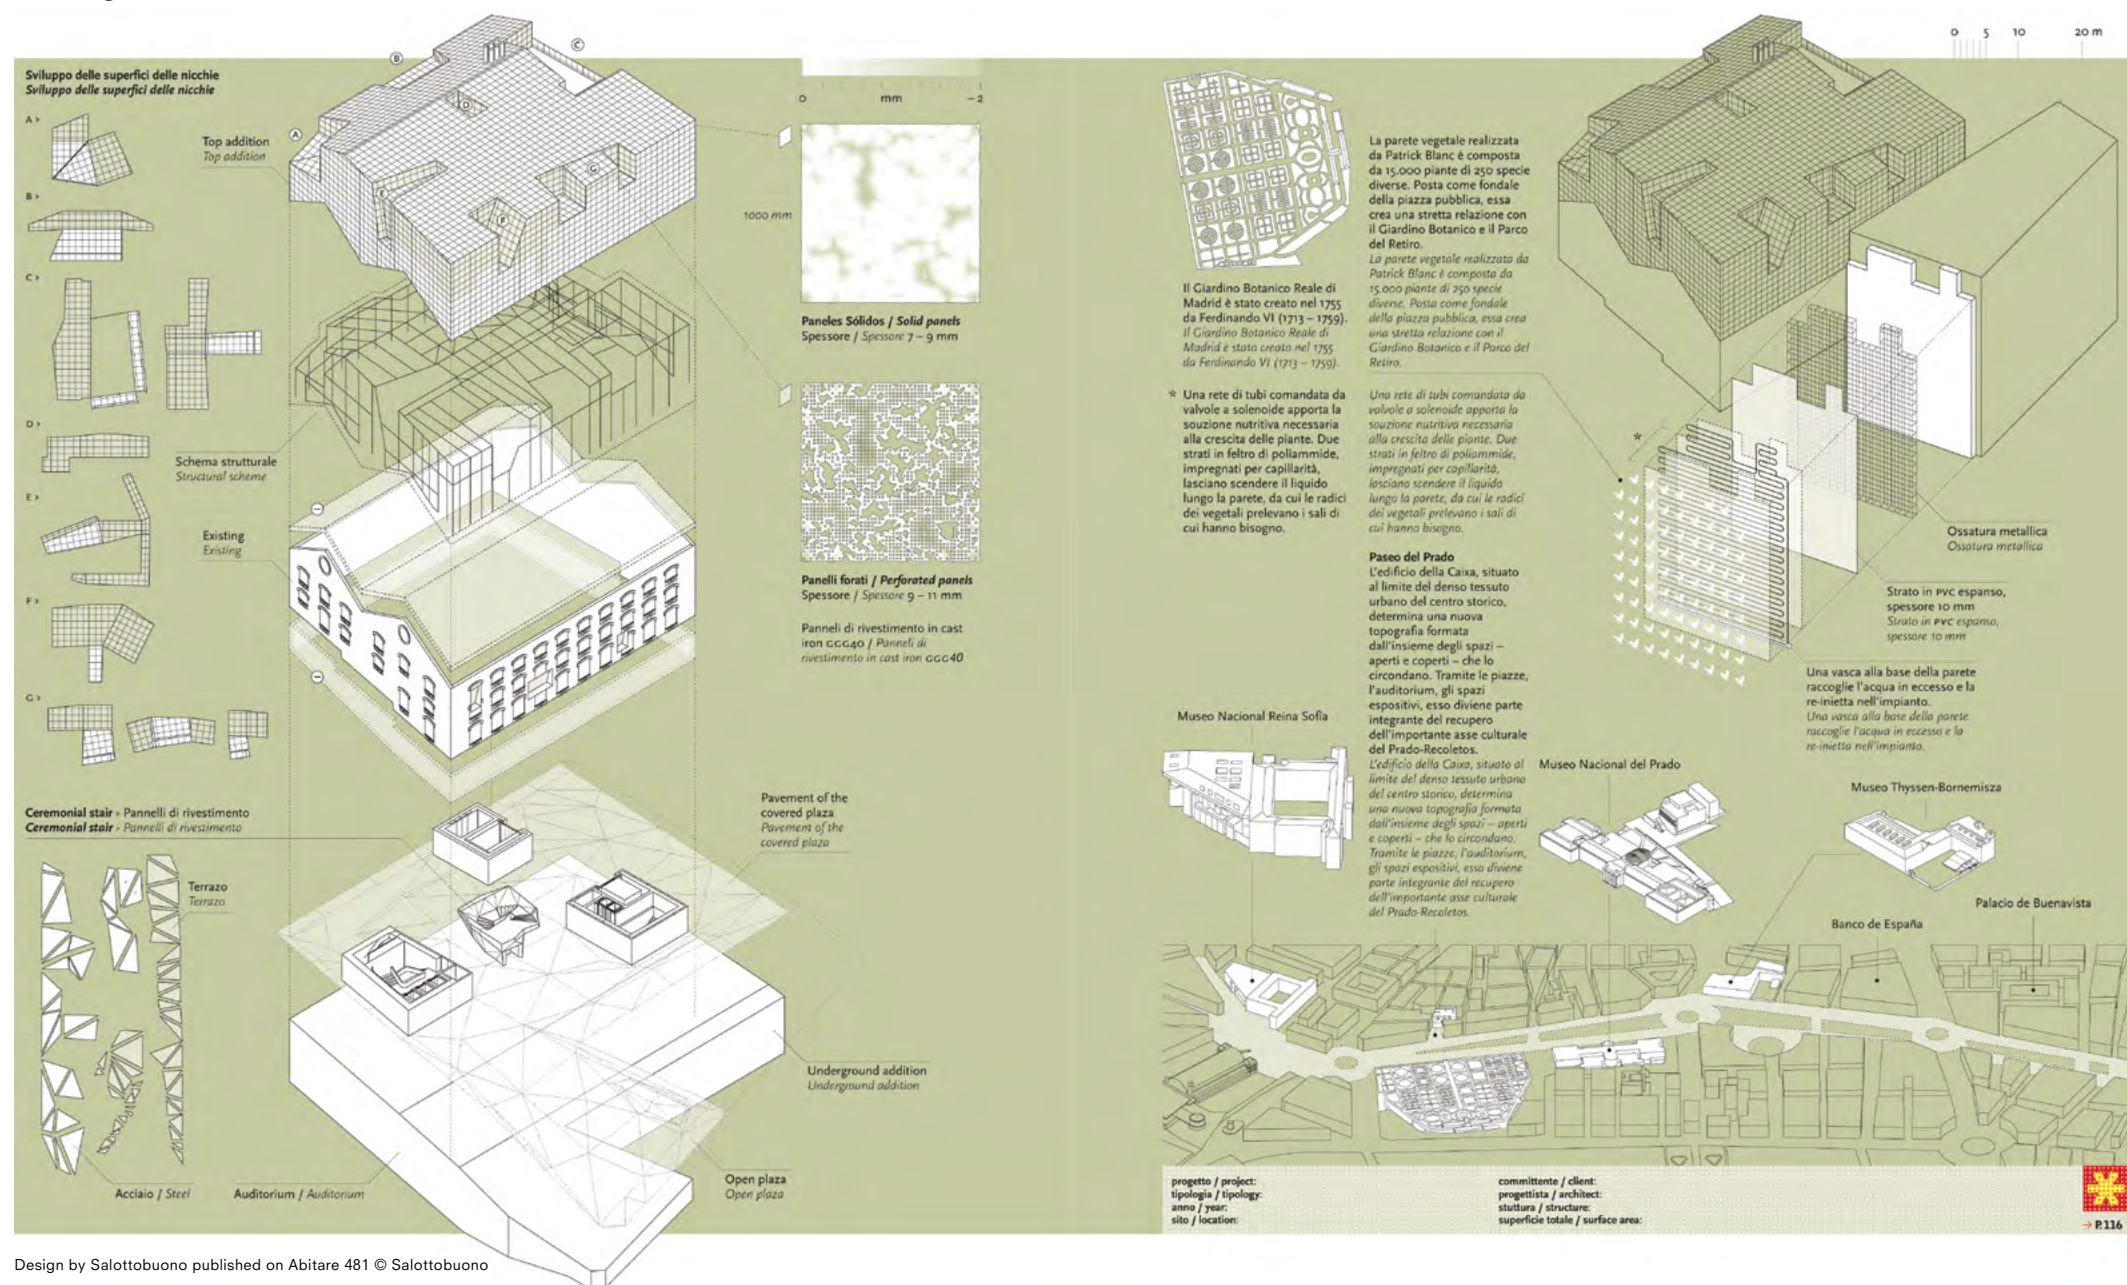 Sviluppo delle superfici delle nicchie
Sviluppo delle superfici delle nicchie
A >
B >
C >
D >
E >
F >
G >
Top addition
Top addition
A
B
C
D
E
F
G
Schema strutturale
Structural scheme
Existing
Existing
Ceremonial stair > Pannelli di rivestimento
Ceremonial stair > Pannelli di rivestimento
Terrazo
Terrazo
Acciaio / Steel
Auditorium / Auditorium
Pavement of the
covered plaza
Pavement of the
covered plaza
Underground addition
Underground addition
Open plaza
Open plaza
0 mm – 2
1000 mm
Paneles Sólidos / Solid panels
Spessore / Spessore 7 – 9 mm
Panelli forati / Perforated panels
Spessore / Spessore 9 – 11 mm
Panneli di rivestimento in cast
iron GGG40 / Panneli di
rivestimento in cast iron GGG40
Il Giardino Botanico Reale di
Madrid è stato creato nel 1755
da Ferdinando VI (1713 – 1759).
Il Giardino Botanico Reale di
Madrid è stato creato nel 1755
da Ferdinando VI (1713 – 1759).
* Una rete di tubi comandata da
valvole a solenoide apporta la
souzione nutritiva necessaria
alla crescita delle piante. Due
strati in feltro di poliammide,
impregnati per capillarità,
lasciano scendere il liquido
lungo la parete, da cui le radici
dei vegetali prelevano i sali di
cui hanno bisogno.
La parete vegetale realizzata
da Patrick Blanc è composta
da 15.000 piante di 250 specie
diverse. Posta come fondale
della piazza pubblica, essa
crea una stretta relazione con
il Giardino Botanico e il Parco
del Retiro.
La parete vegetale realizzata da
Patrick Blanc è composta da
15.000 piante di 250 specie
diverse. Posta come fondale
della piazza pubblica, essa crea
una stretta relazione con il
Giardino Botanico e il Parco del
Retiro.
Una rete di tubi comandata da
valvole a solenoide apporta la
souzione nutritiva necessaria
alla crescita delle piante. Due
strati in feltro di poliammide,
impregnati per capillarità,
lasciano scendere il liquido
lungo la parete, da cui le radici
dei vegetali prelevano i sali di
cui hanno bisogno.
Paseo del Prado
L'edificio della Caixa, situato
al limite del denso tessuto
urbano del centro storico,
determina una nuova
topografia formata
dall'insieme degli spazi –
aperti e coperti – che lo
circondano. Tramite le piazze,
l'auditorium, gli spazi
espositivi, esso diviene parte
integrante del recupero
dell'importante asse culturale
del Prado-Recoletos.
L'edificio della Caixa, situato al
limite del denso tessuto urbano
del centro storico, determina
una nuova topografia formata
dall'insieme degli spazi – aperti
e coperti – che lo circondano.
Tramite le piazze, l'auditorium,
gli spazi espositivi, esso diviene
parte integrante del recupero
dell'importante asse culturale
del Prado-Recoletos.
0 5 10 20 m
*
Ossatura metallica
Ossatura metallica
Strato in PVC espanso,
spessore 10 mm
Strato in PVC espanso,
spessore 10 mm
Una vasca alla base della parete
raccoglie l'acqua in eccesso e la
re-inietta nell'impianto.
Una vasca alla base della parete
raccoglie l'acqua in eccesso e la
re-inietta nell'impianto.
Museo Nacional Reina Sofìa
Museo Nacional del Prado
Museo Thyssen-Bornemisza
Banco de España
Palacio de Buenavista
progetto / project:
tipologia / tipology:
anno / year:
sito / location:
committente / client:
progettista / architect:
stuttura / structure:
superficie totale / surface area:
→ P.116
Design by Salottobuono published on Abitare 481 © Salottobuono